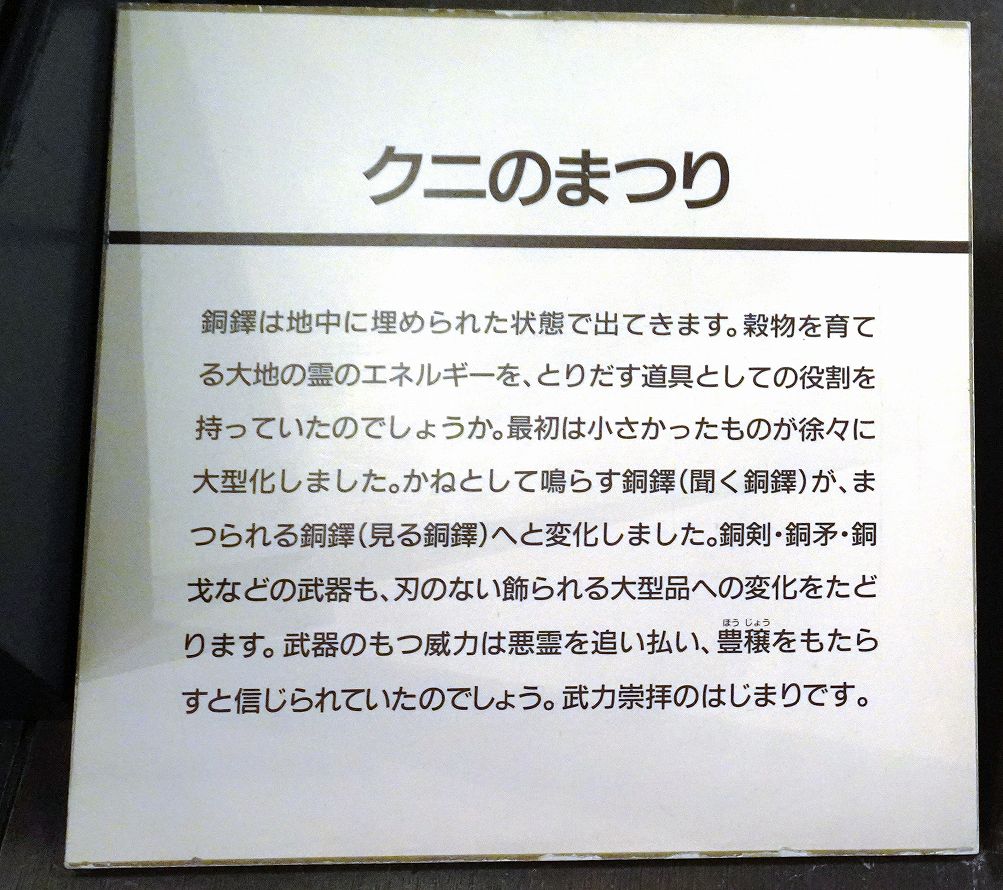 クニのまつり
銅鐸は地中に埋められた状態で出てきます。穀物を育て
る大地の霊のエネルギーを、とりだす道具としての役割を
持っていたのでしょうか。最初は小さかったものが徐々に
大型化しました。かねとして鳴らす銅鐸(聞く銅鐸)が、ま
つられる銅鐸(見る銅鐸)へと変化しました。銅剣・銅矛・銅
戈などの武器も、刃のない飾られる大型品への変化をたど
ります。武器のもつ威力は悪霊を追い払い、豊穣をもたら
ほう じょう
すと信じられていたのでしょう。武力崇拝のはじまりです。